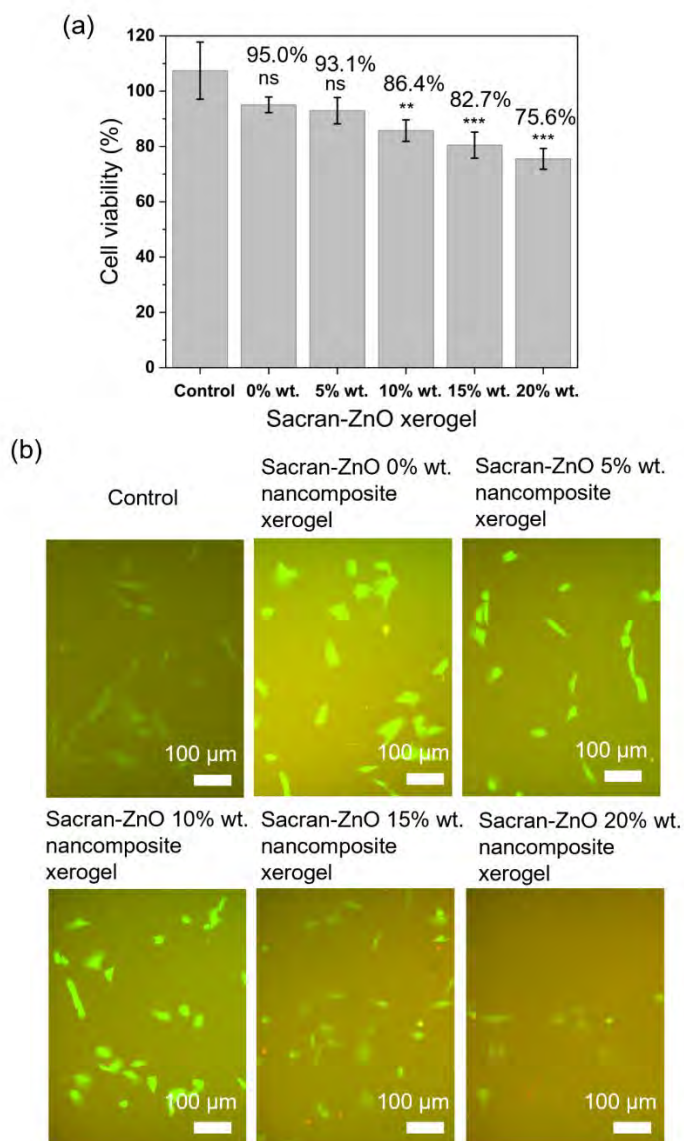 (a)
120
100
80
60
40
20
0
Cell viability (%)
95.0%
ns
93.1%
ns
86.4%
**
82.7%
***
75.6%
***
Control 0% wt. 5% wt. 10% wt. 15% wt. 20% wt.
Sacran-ZnO xerogel
(b)
Control
Sacran-ZnO 0% wt.
nancomposite
xerogel
Sacran-ZnO 5% wt.
nancomposite
xerogel
100 µm
100 µm
100 µm
Sacran-ZnO 10% wt.
nancomposite
xerogel
Sacran-ZnO 15% wt.
nancomposite
xerogel
Sacran-ZnO 20% wt.
nancomposite
xerogel
100 µm
100 µm
100 µm